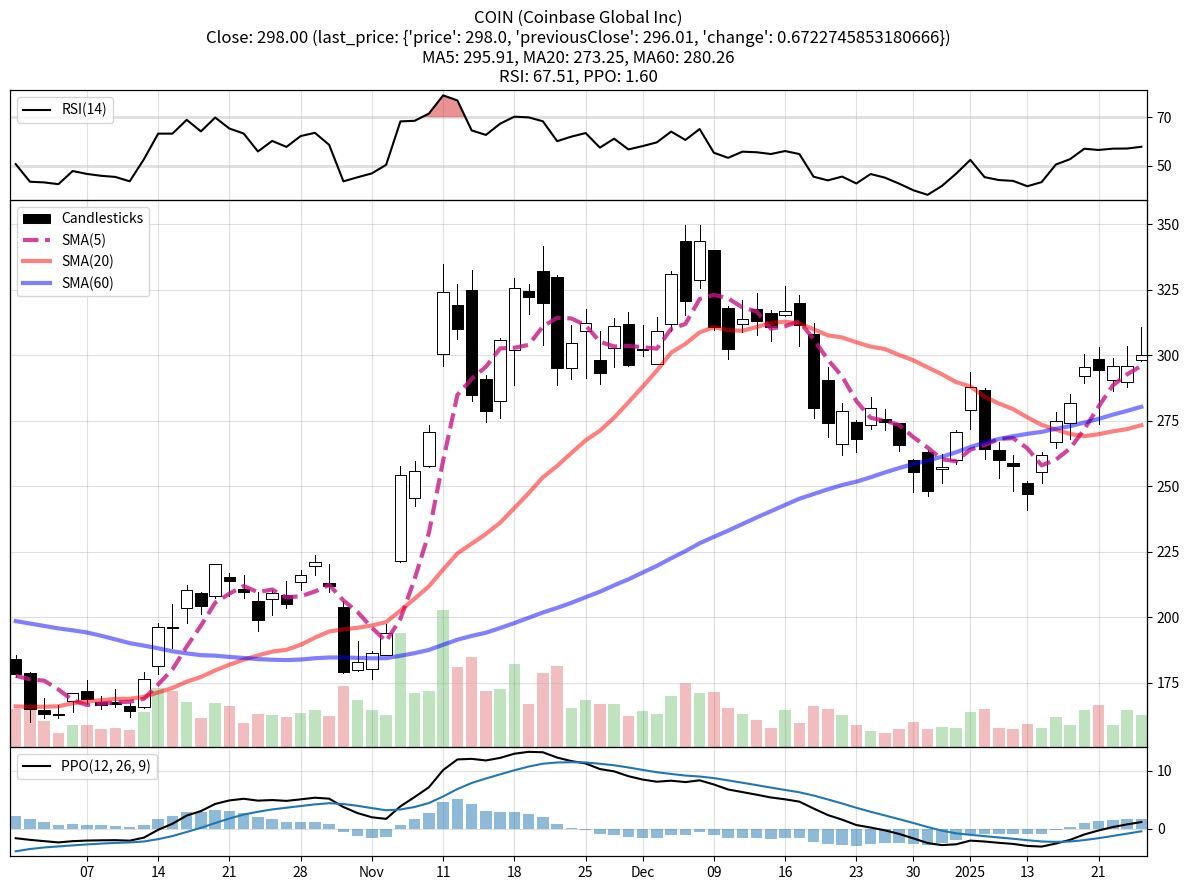 COIN (Coinbase Global Inc)
Close: 298.00 (last_price: {'price': 298.0, 'previousClose': 296.01, 'change': 0.6722745853180666})
MA5: 295.91, MA20: 273.25, MA60: 280.26
RSI: 67.51, PPO: 1.60
RSI(14)
70
50
Candlesticks
SMA(5)
SMA(20)
SMA(60)
350
325
300
275
250
225
200
175
PPO(12, 26, 9)
10
0
07 14 21 28 Nov 11 18 25 Dec 09 16 23 30 2025 13 21